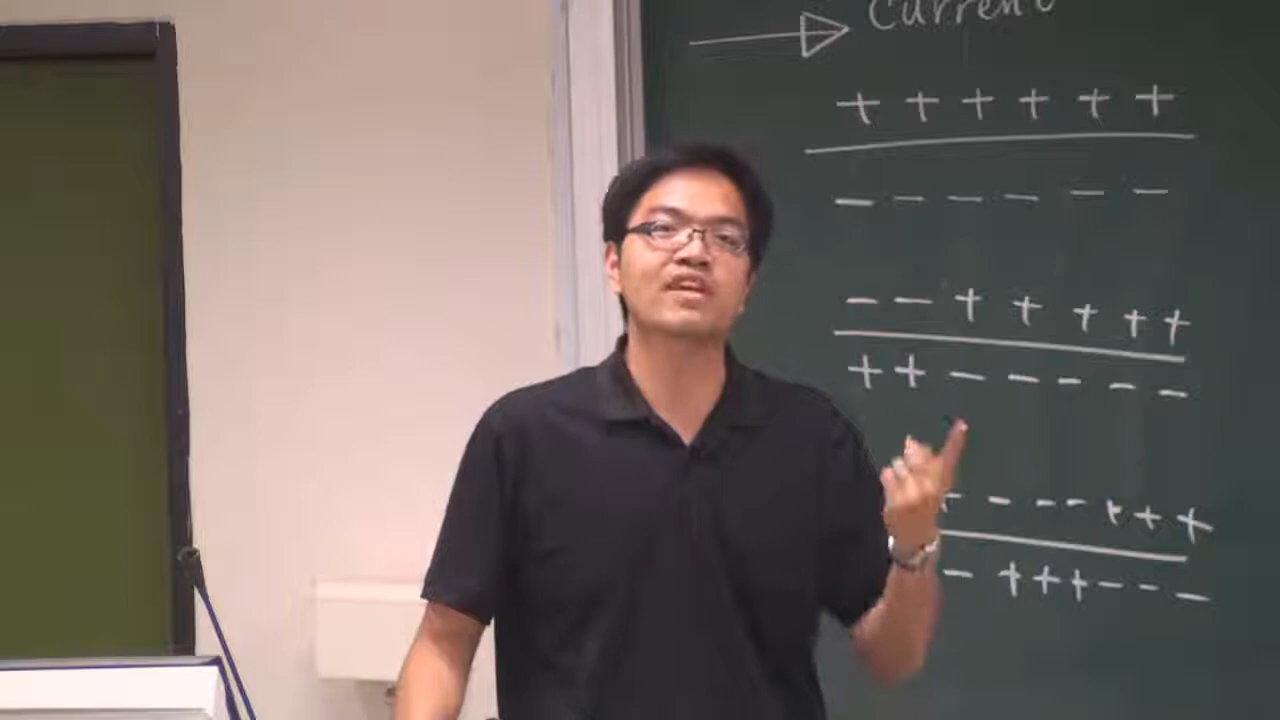 Current
+ + + + + +
— — — — — —
— — + + + + +
+ + — — — — —
+ — — — + + +
— + + + — — —